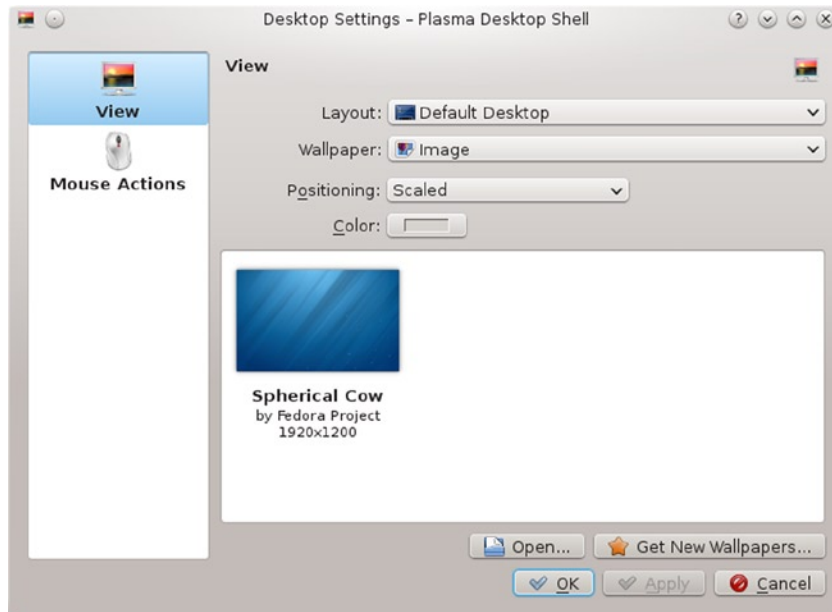 Desktop Settings – Plasma Desktop Shell
View
Mouse Actions
View
Layout: Default Desktop
Wallpaper: Image
Positioning: Scaled
Color:
Spherical Cow
by Fedora Project
1920x1200
Open...
Get New Wallpapers...
OK
Apply
Cancel